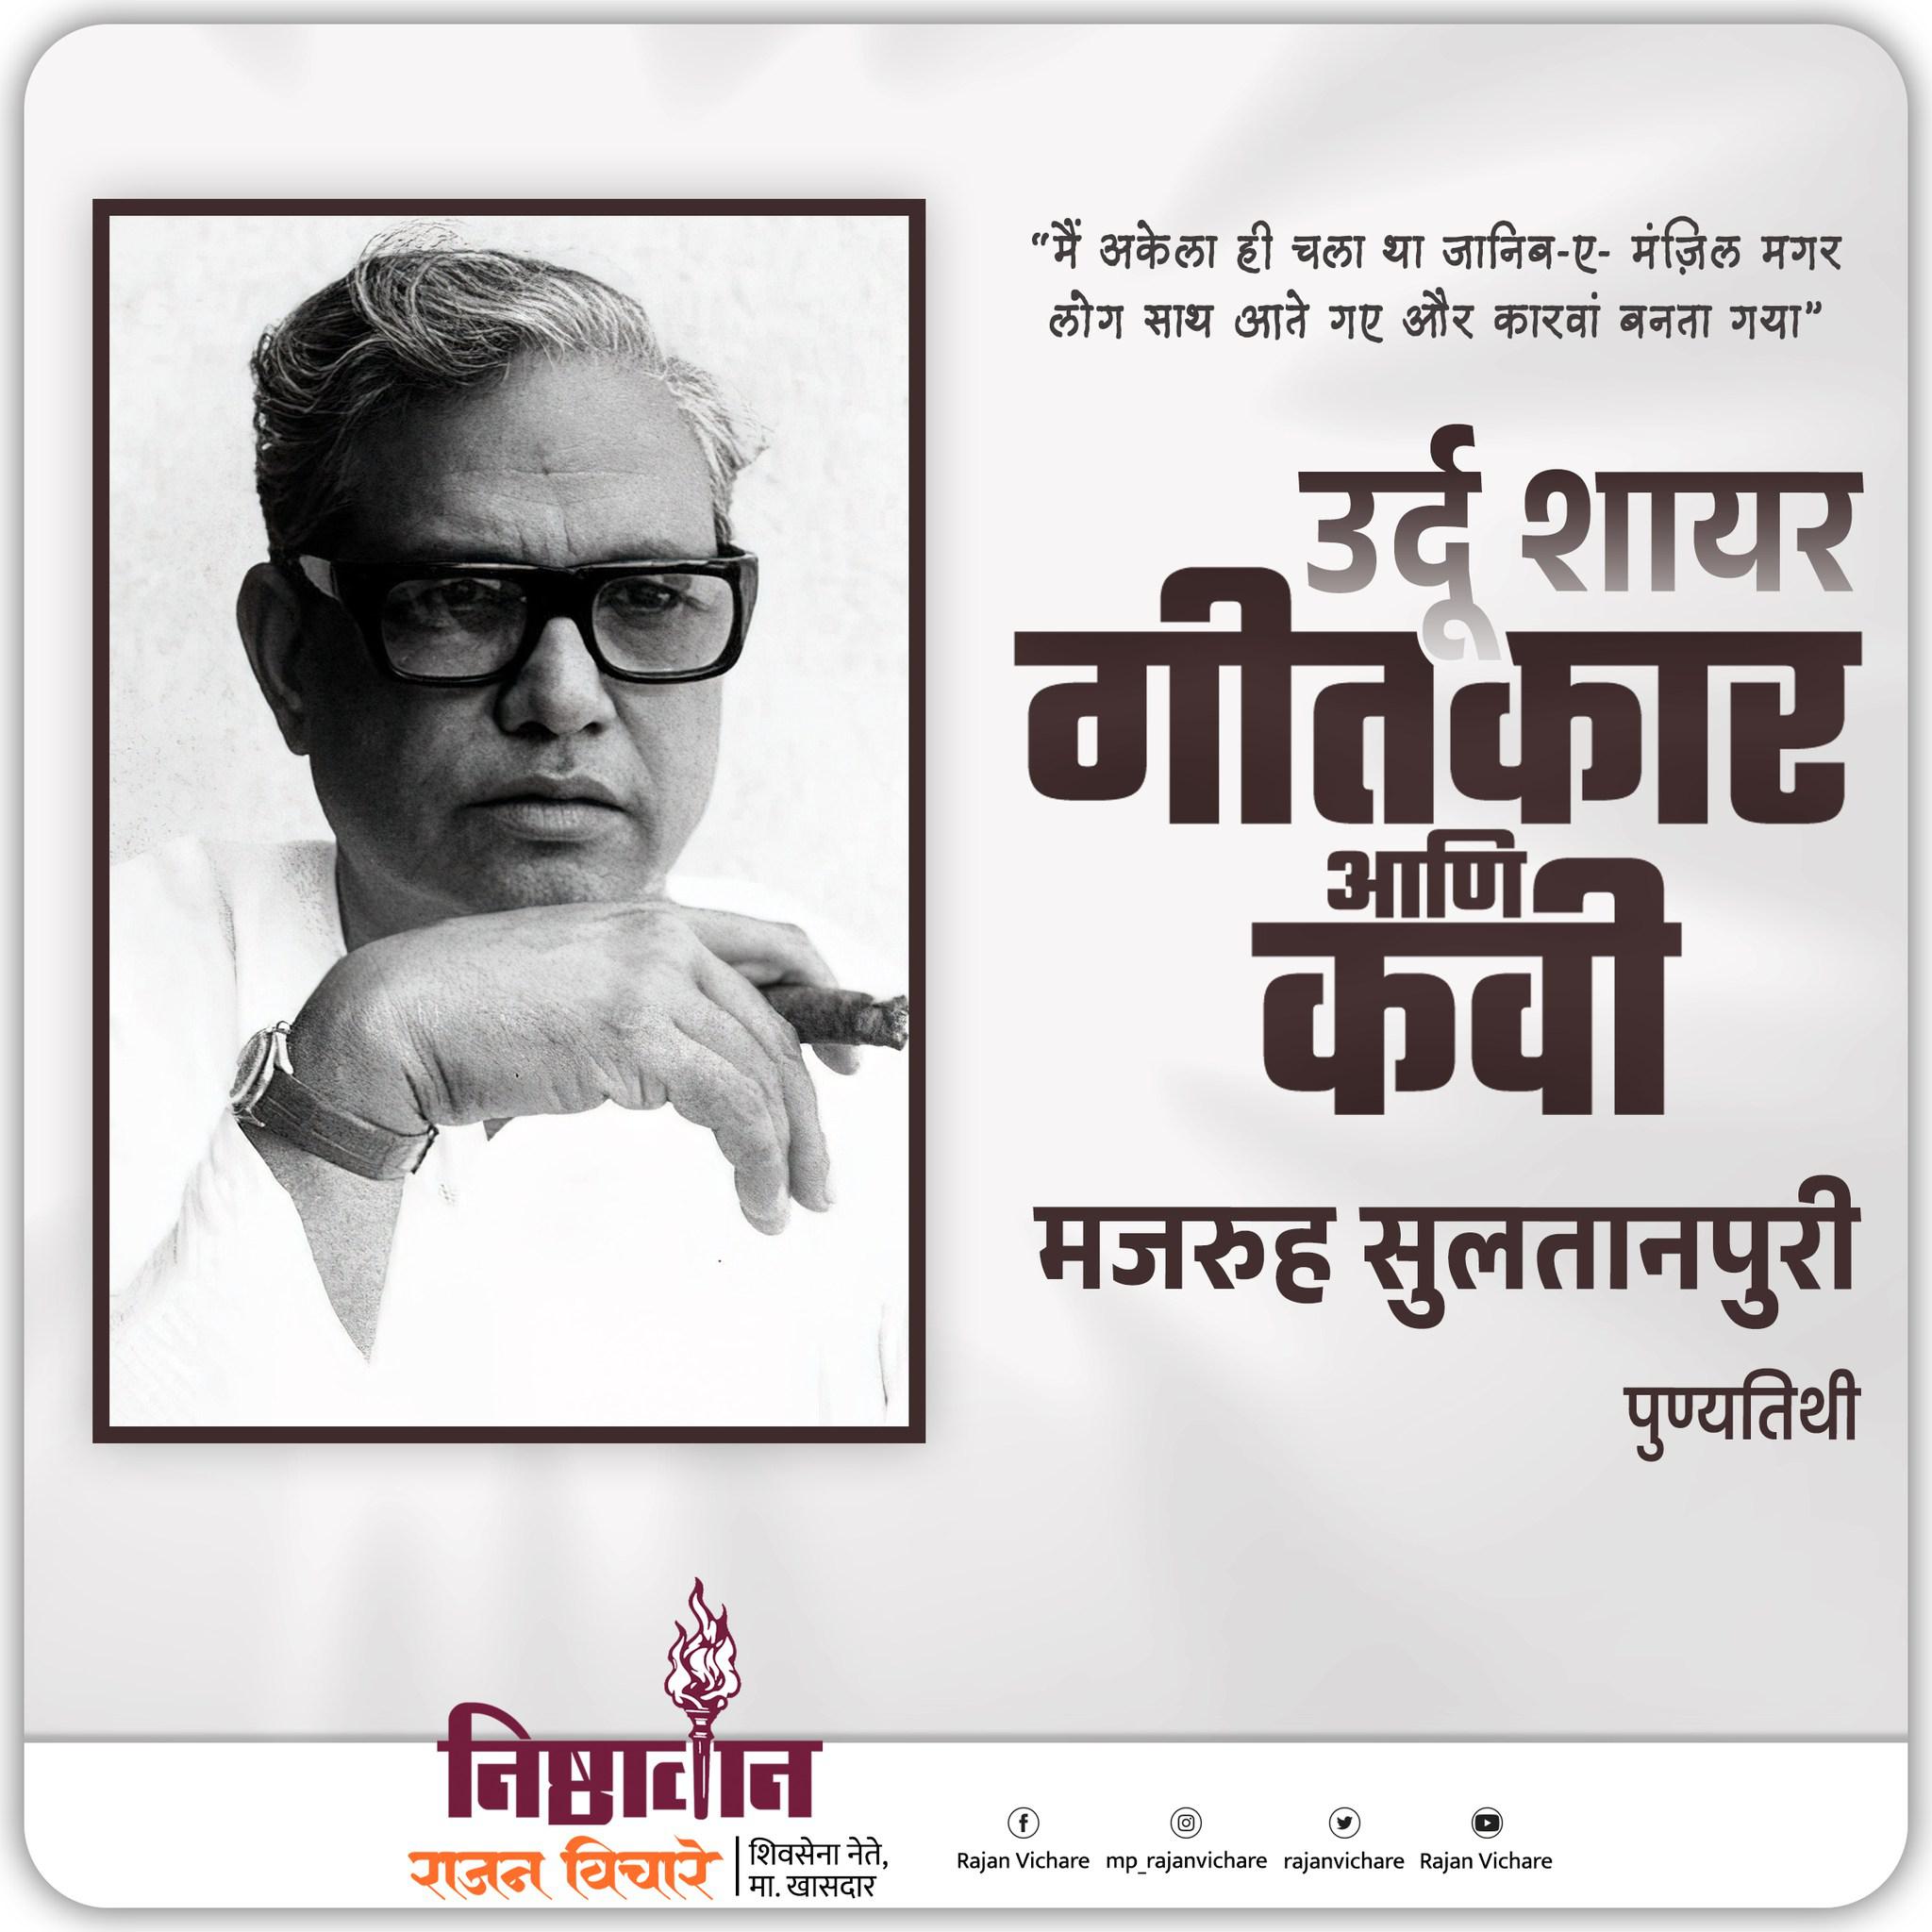 “मैं अकेला ही चला था जानिब-ए- मंज़िल मगर
लोग साथ आते गए और कारवां बनता गया”
उर्दू शायर
गीतकार
आणि
कवी
मजरुह सुलतानपुरी
पुण्यतिथी
निष्ठावान
राजन विचारे
शिवसेना नेते,
मा. खासदार
Rajan Vichare
mp_rajanvichare
rajanvichare
Rajan Vichare